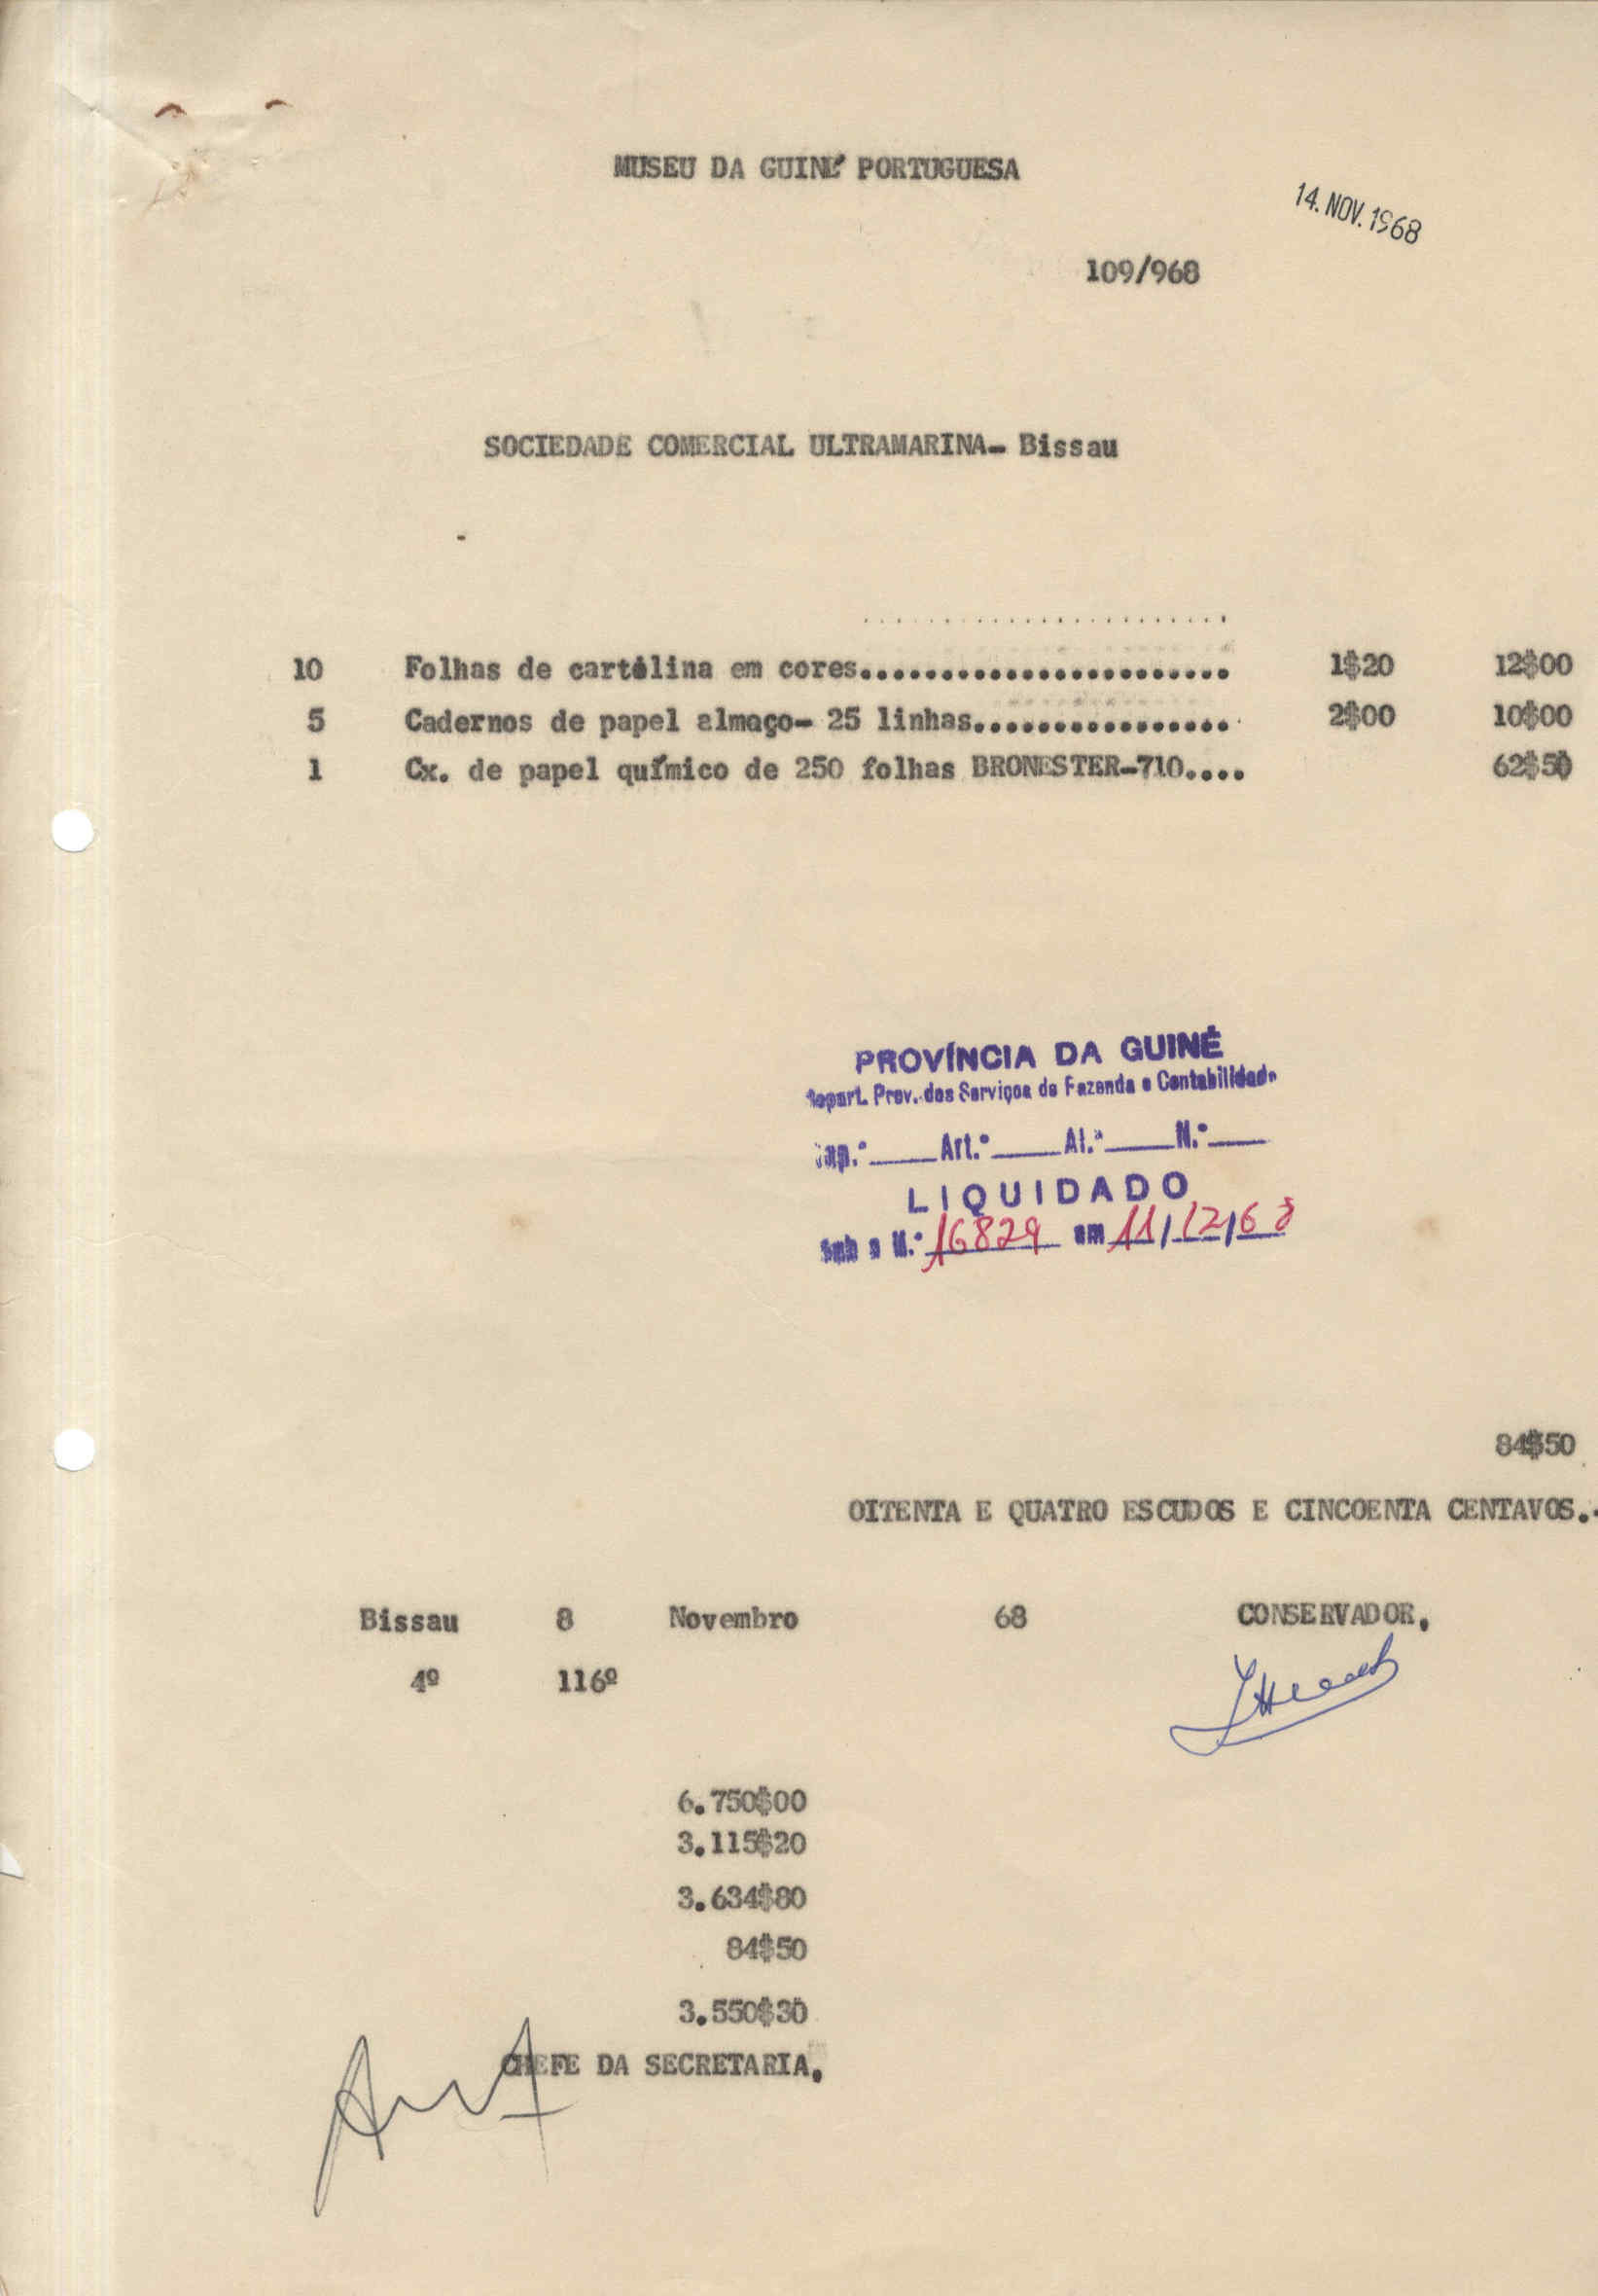 MUSEU DA GUINÉ PORTUGUESA
14. NOV. 1968
109/968
SOCIEDADE COMERCIAL ULTRAMARINA- Bissau
10 Folhas de cartolina em cores....................... 1$20 12$00
5 Cadernos de papel almaço- 25 linhas................ 2$00 10$00
1 Cx. de papel químico de 250 folhas BRONESTER-710.... 62$50
PROVÍNCIA DA GUINÉ
Repart. Prov. dos Serviços de Fazenda e Contabilidade
Cap.º____Art.º____Al.ª____N.º____
LIQUIDADO
Sob o N.º 16829 em 11/12/68
84$50
OITENTA E QUATRO ESCUDOS E CINCOENTA CENTAVOS.-
Bissau 8 Novembro 68 CONSERVADOR,
4º 116º
6.750$00
3.115$20
3.634$80
84$50
3.550$30
CHEFE DA SECRETARIA,